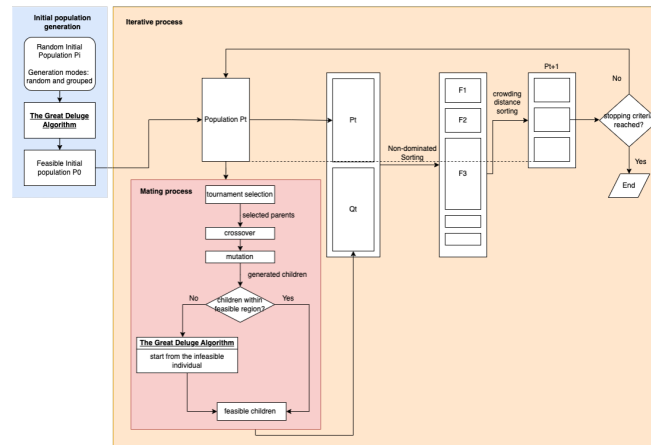 Initial population
generation
Random Initial
Population Pi
Generation modes:
random and grouped
The Great Deluge
Algorithm
Feasible Initial
population P0
Iterative process
Population Pt
Pt
Qt
Non-dominated
Sorting
F1
F2
F3
crowding
distance
sorting
Pt+1
No
stopping criteria
reached?
Yes
End
Mating process
tournament selection
selected parents
crossover
mutation
generated children
No
children within
feasible region?
Yes
The Great Deluge Algorithm
start from the infeasible
individual
feasible children